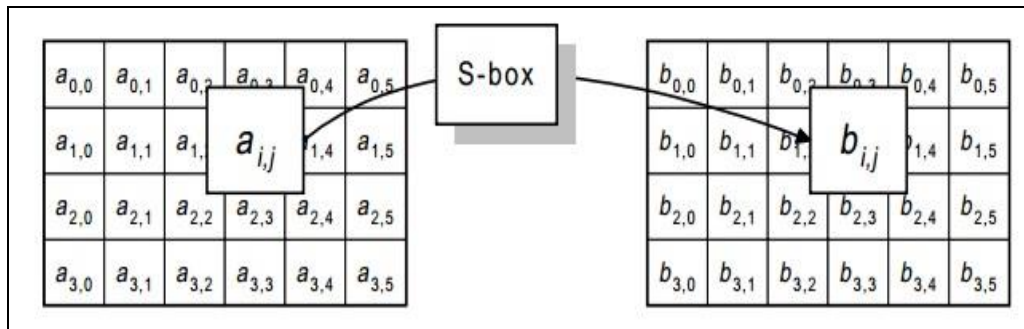 S-box
a0,0 a0,1 a0,2 a0,3 a0,4 a0,5 b0,0 b0,1 b0,2 b0,3 b0,4 b0,5
a1,0 a1,1 ai,j a1,5 b1,0 b1,1 bi,j b1,5
a2,0 a2,1 a2,2 a2,3 a2,4 a2,5 b2,0 b2,1 b2,2 b2,3 b2,4 b2,5
a3,0 a3,1 a3,2 a3,3 a3,4 a3,5 b3,0 b3,1 b3,2 b3,3 b3,4 b3,5